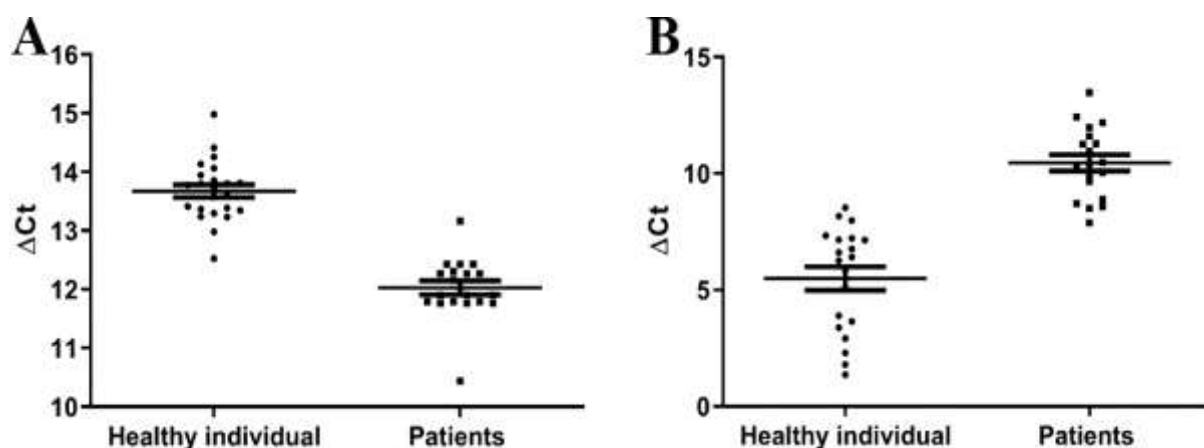 A
16
15
14
13
12
11
10
ΔCt
Healthy individual
Patients
B
15
10
5
0
ΔCt
Healthy individual
Patients